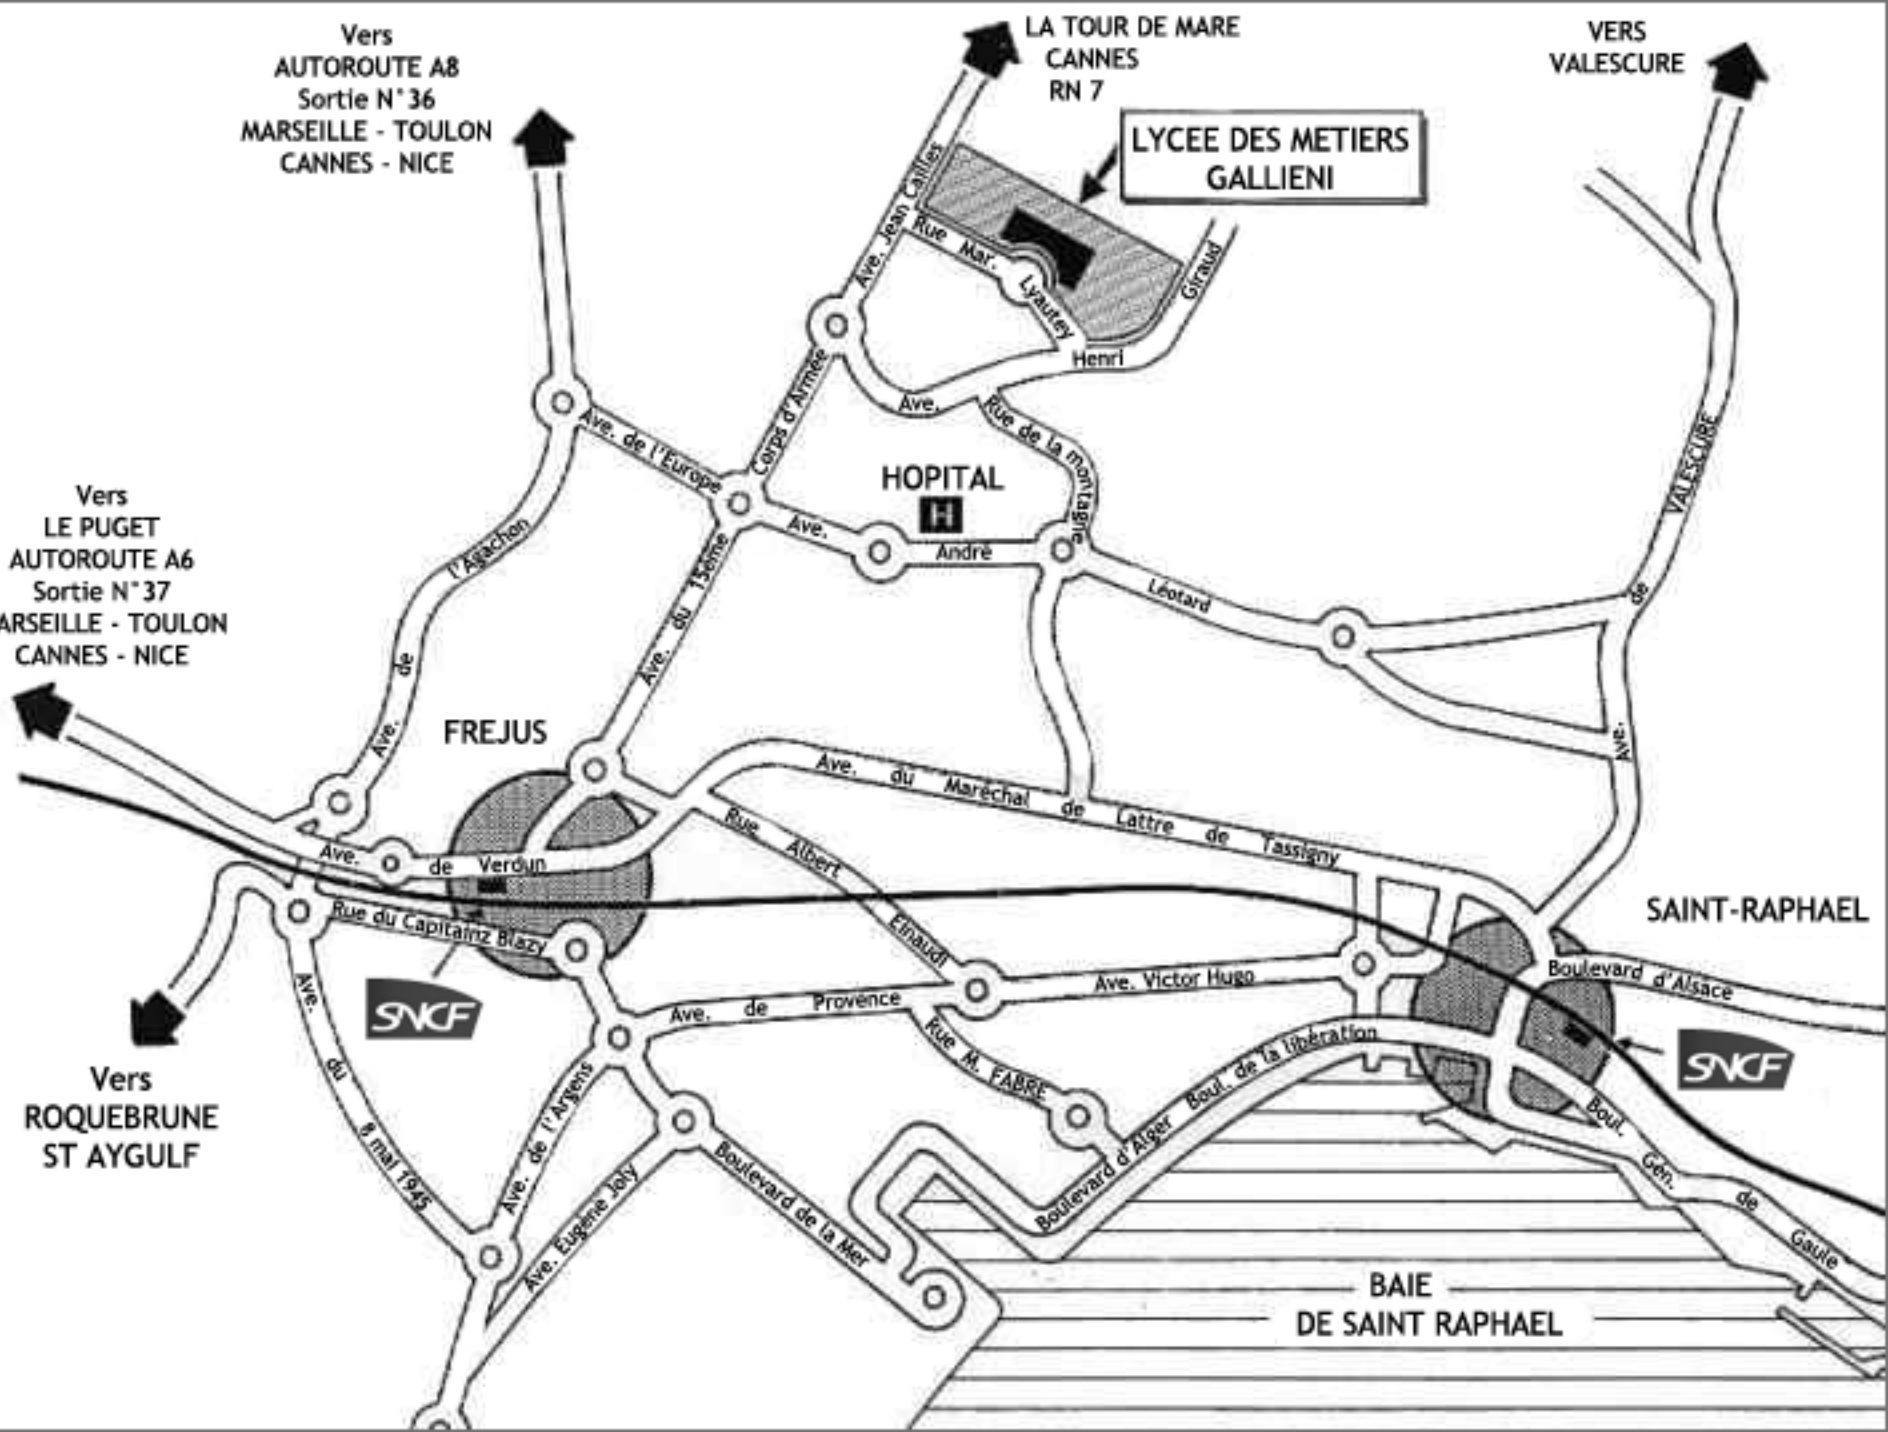 Vers
AUTOROUTE A8
Sortie N°36
MARSEILLE - TOULON
CANNES - NICE
LA TOUR DE MARE
CANNES
RN 7
VERS
VALESCURE
LYCEE DES METIERS
GALLIENI
Ave. Jean Cailles
Rue Mar. Lyautey
Ave. Henri Giraud
Corps d'Armée
Ave. de l'Europe
Rue de la montagne
HOPITAL
H
Ave. André Léotard
Ave. du 15ème
Ave. de l'Agachon
Ave. de VALESCURE
Vers
LE PUGET
AUTOROUTE A6
Sortie N°37
ARSEILLE - TOULON
CANNES - NICE
FREJUS
Ave. du Maréchal de Lattre de Tassigny
Rue Albert Einaudi
Ave. de Verdun
Rue du Capitainz Blazy
SAINT-RAPHAEL
Boulevard d'Alsace
Ave. Victor Hugo
Ave. de Provence
SNCF
SNCF
Rue M. FABRE
Boul. de la libération
Boulevard d'Alger
Vers
ROQUEBRUNE
ST AYGULF
Ave. du 8 mai 1945
Ave. de l'Argens
Ave. Eugène Joly
Boulevard de la Mer
Boul. Gén. de Gaule
BAIE
DE SAINT RAPHAEL